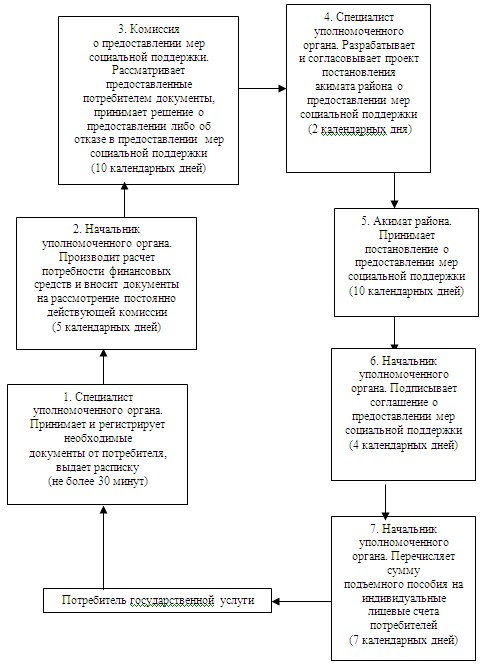 3. Комиссия
о предоставлении мер
социальной поддержки.
Рассматривает
предоставленные
потребителем документы,
принимает решение о
предоставлении либо об
отказе в предоставлении мер
социальной поддержки
(10 календарных дней)
4. Специалист
уполномоченного
органа. Разрабатывает
и согласовывает проект
постановления
акимата района о
предоставлении мер
социальной поддержки
(2 календарных дня)
2. Начальник
уполномоченного органа.
Производит расчет
потребности финансовых
средств и вносит документы
на рассмотрение постоянно
действующей комиссии
(5 календарных дней)
5. Акимат района.
Принимает
постановление о
предоставлении мер
социальной поддержки
(10 календарных дней)
1. Специалист
уполномоченного органа.
Принимает и регистрирует
необходимые
документы от потребителя,
выдает расписку
(не более 30 минут)
6. Начальник
уполномоченного
органа. Подписывает
соглашение о
предоставлении мер
социальной поддержки
(4 календарных дней)
7. Начальник
уполномоченного
органа. Перечисляет
сумму
подъемного пособия на
индивидуальные
лицевые счета
потребителей
(7 календарных дней)
Потребитель государственной услуги